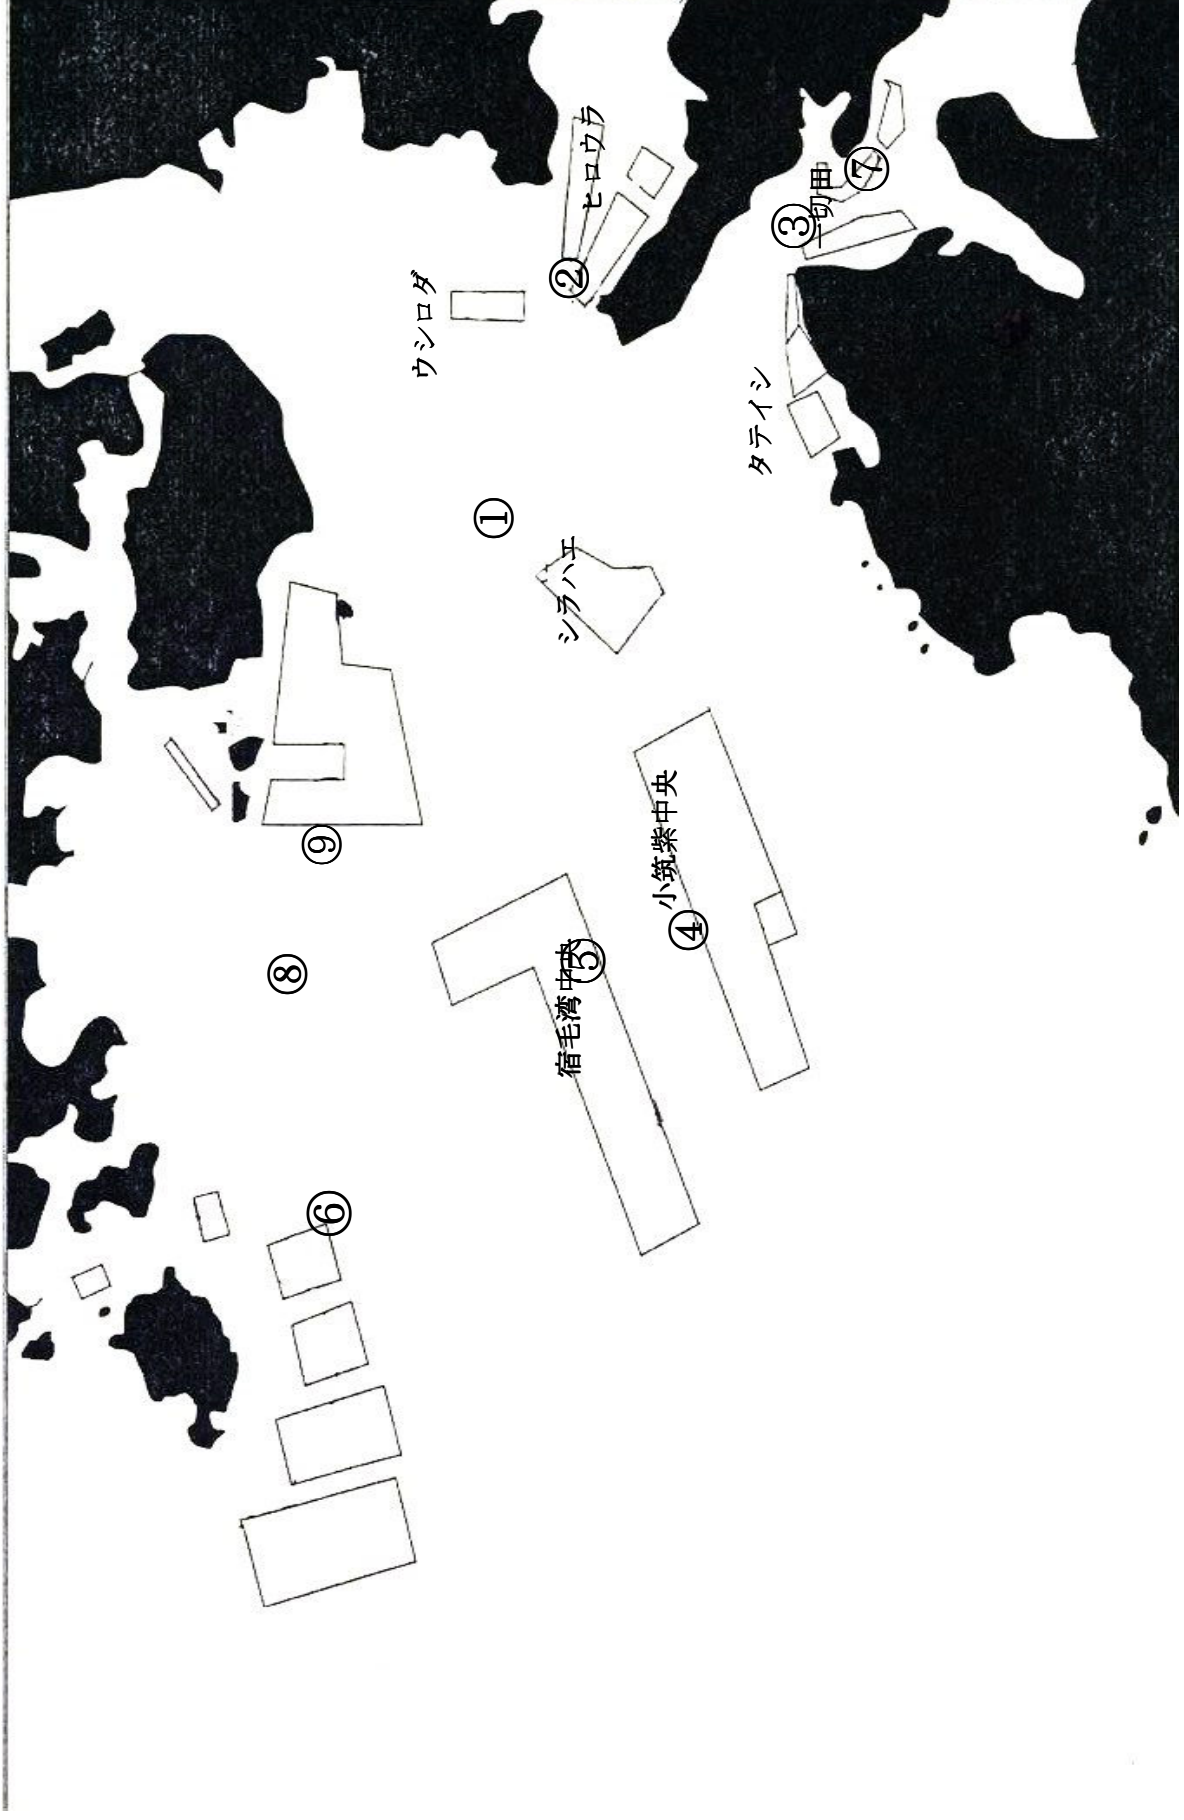 ヒロウラ
⑦
二切田
③
②
ウシロダ
タテイシ
①
シラハエ
小筑紫中央
⑨
④
⑤
宿毛湾中央
⑧
⑥